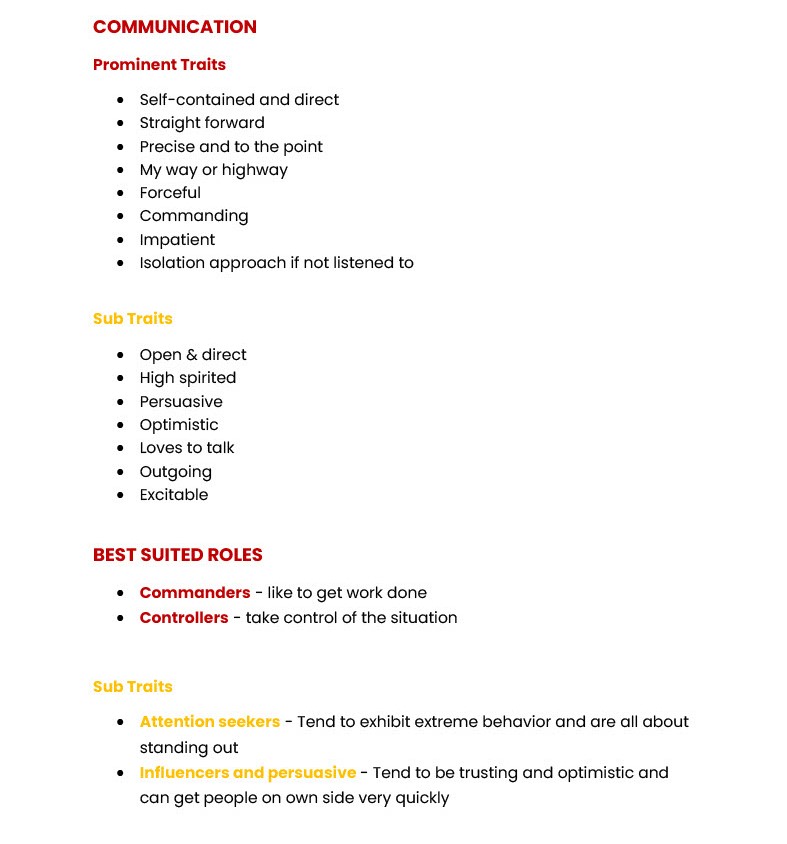 COMMUNICATION
Prominent Traits
• Self-contained and direct
• Straight forward
• Precise and to the point
• My way or highway
• Forceful
• Commanding
• Impatient
• Isolation approach if not listened to
Sub Traits
• Open & direct
• High spirited
• Persuasive
• Optimistic
• Loves to talk
• Outgoing
• Excitable
BEST SUITED ROLES
• Commanders - like to get work done
• Controllers - take control of the situation
Sub Traits
• Attention seekers - Tend to exhibit extreme behavior and are all about
standing out
• Influencers and persuasive - Tend to be trusting and optimistic and
can get people on own side very quickly